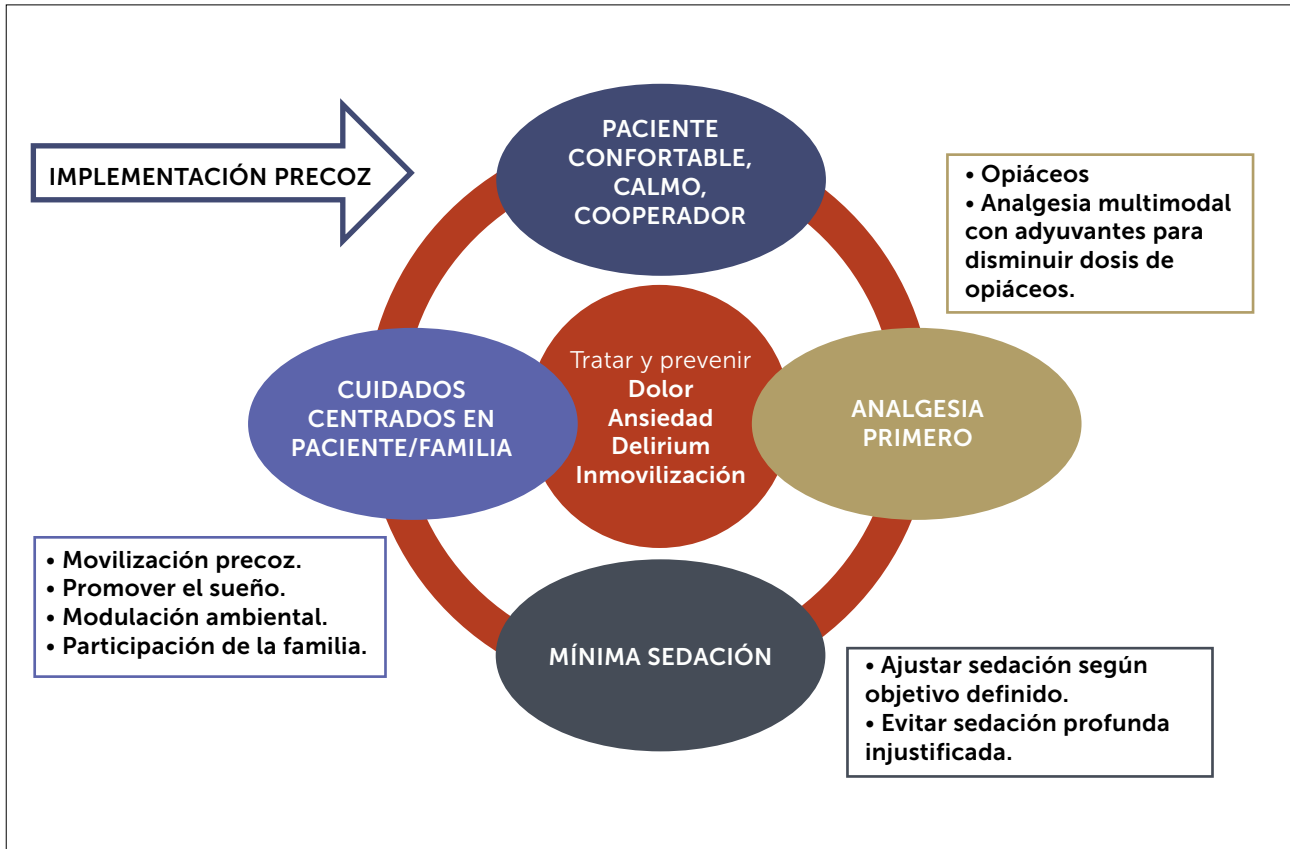 IMPLEMENTACIÓN PRECOZ
PACIENTE
CONFORTABLE,
CALMO,
COOPERADOR
• Opiáceos
• Analgesia multimodal
con adyuvantes para
disminuir dosis de
opiáceos.
CUIDADOS
CENTRADOS EN
PACIENTE/FAMILIA
Tratar y prevenir
Dolor
Ansiedad
Delirium
Inmovilización
ANALGESIA
PRIMERO
• Movilización precoz.
• Promover el sueño.
• Modulación ambiental.
• Participación de la familia.
MÍNIMA SEDACIÓN
• Ajustar sedación según
objetivo definido.
• Evitar sedación profunda
injustificada.